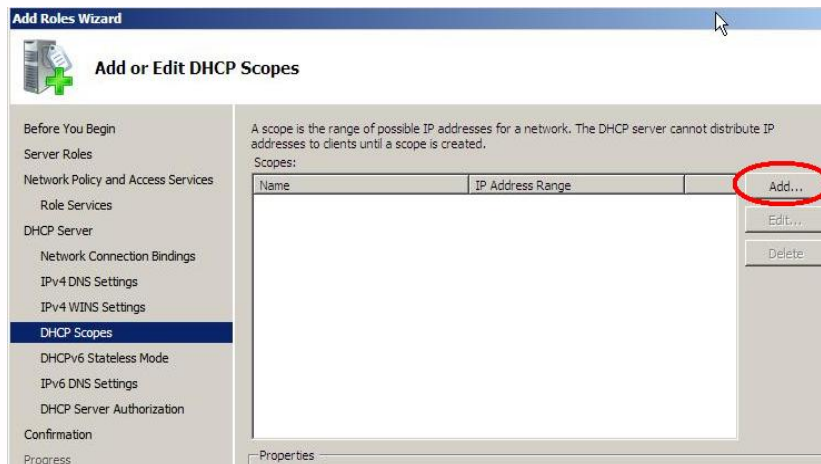 Add Roles Wizard
Add or Edit DHCP Scopes
Before You Begin
Server Roles
Network Policy and Access Services
Role Services
DHCP Server
Network Connection Bindings
IPv4 DNS Settings
IPv4 WINS Settings
DHCP Scopes
DHCPv6 Stateless Mode
IPv6 DNS Settings
DHCP Server Authorization
Confirmation
Progress
A scope is the range of possible IP addresses for a network. The DHCP server cannot distribute IP
addresses to clients until a scope is created.
Scopes:
Name IP Address Range
Add...
Edit...
Delete
Properties